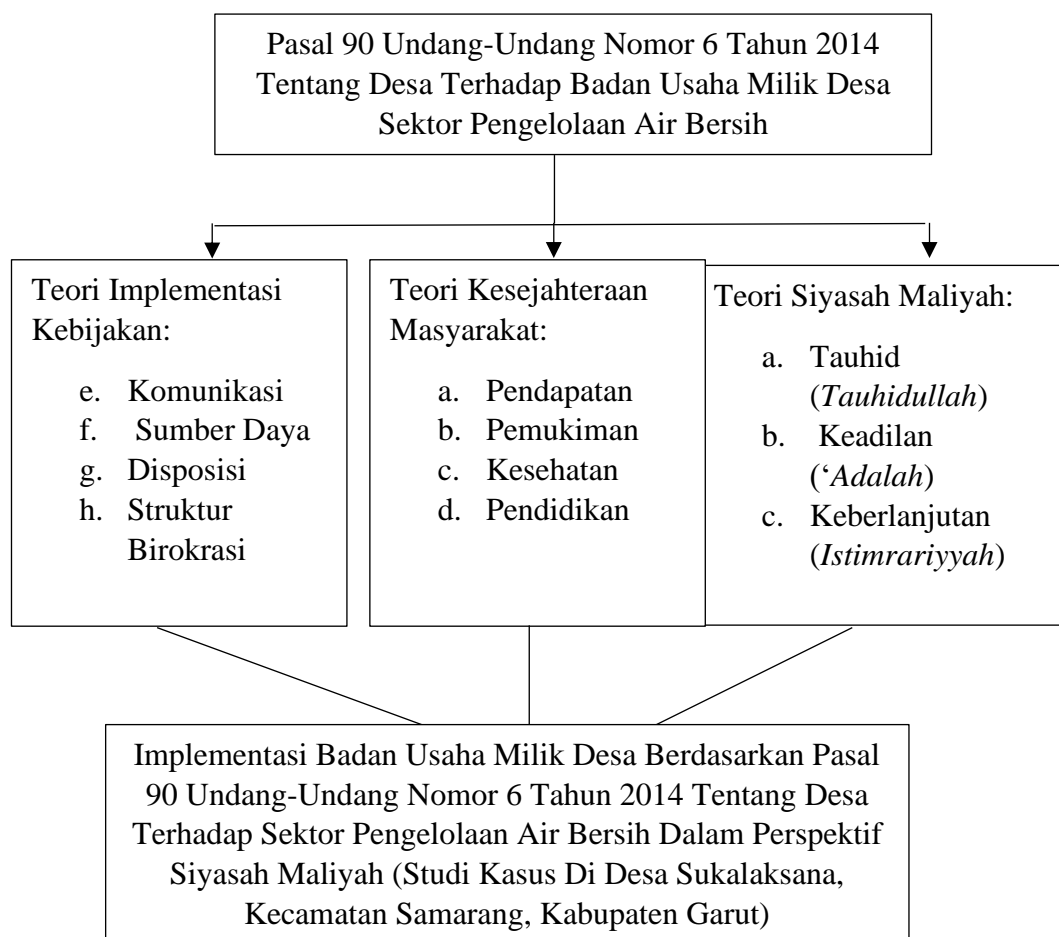 Pasal 90 Undang-Undang Nomor 6 Tahun 2014
Tentang Desa Terhadap Badan Usaha Milik Desa
Sektor Pengelolaan Air Bersih
Teori Implementasi
Kebijakan:
e. Komunikasi
f. Sumber Daya
g. Disposisi
h. Struktur
Birokrasi
Teori Kesejahteraan
Masyarakat:
a. Pendapatan
b. Pemukiman
c. Kesehatan
d. Pendidikan
Teori Siyasah Maliyah:
a. Tauhid
(Tauhidullah)
b. Keadilan
(‘Adalah)
c. Keberlanjutan
(Istimrariyyah)
Implementasi Badan Usaha Milik Desa Berdasarkan Pasal
90 Undang-Undang Nomor 6 Tahun 2014 Tentang Desa
Terhadap Sektor Pengelolaan Air Bersih Dalam Perspektif
Siyasah Maliyah (Studi Kasus Di Desa Sukalaksana,
Kecamatan Samarang, Kabupaten Garut)